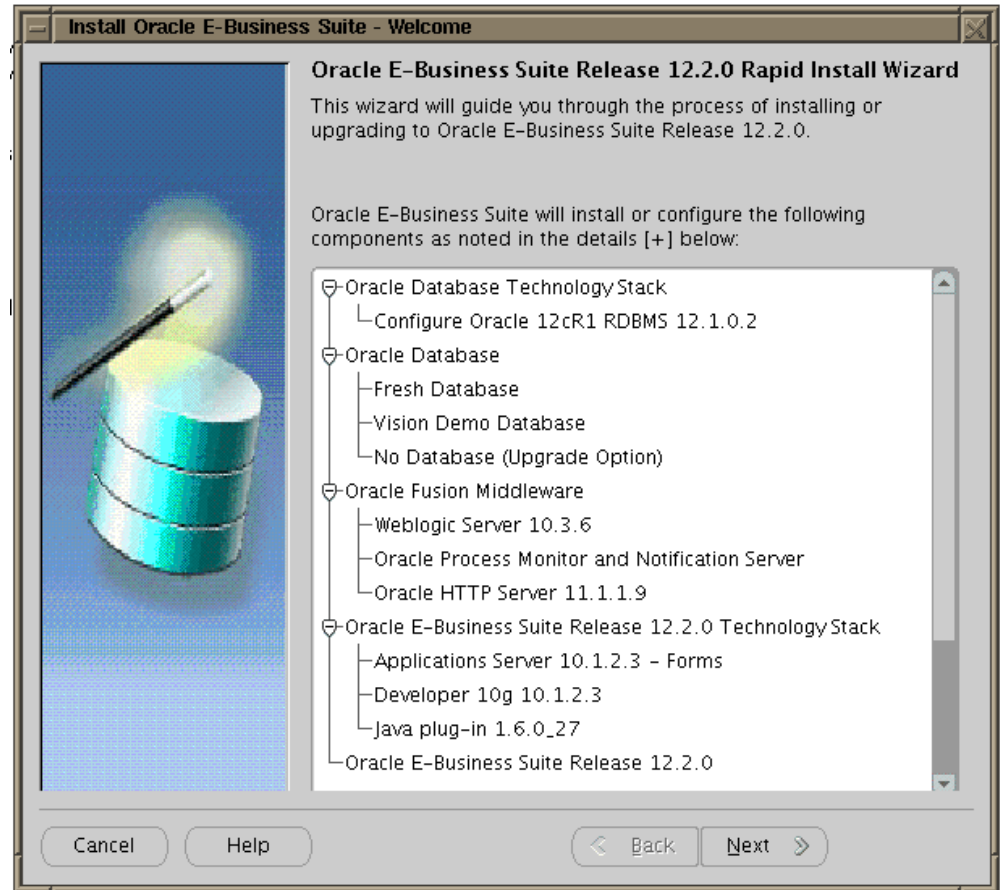 Install Oracle E-Business Suite - Welcome
Oracle E-Business Suite Release 12.2.0 Rapid Install Wizard
This wizard will guide you through the process of installing or
upgrading to Oracle E-Business Suite Release 12.2.0.
Oracle E-Business Suite will install or configure the following
components as noted in the details [+] below:
Oracle Database Technology Stack
Configure Oracle 12cR1 RDBMS 12.1.0.2
Oracle Database
Fresh Database
Vision Demo Database
No Database (Upgrade Option)
Oracle Fusion Middleware
Weblogic Server 10.3.6
Oracle Process Monitor and Notification Server
Oracle HTTP Server 11.1.1.9
Oracle E-Business Suite Release 12.2.0 Technology Stack
Applications Server 10.1.2.3 - Forms
Developer 10g 10.1.2.3
Java plug-in 1.6.0_27
Oracle E-Business Suite Release 12.2.0
Cancel Help Back Next